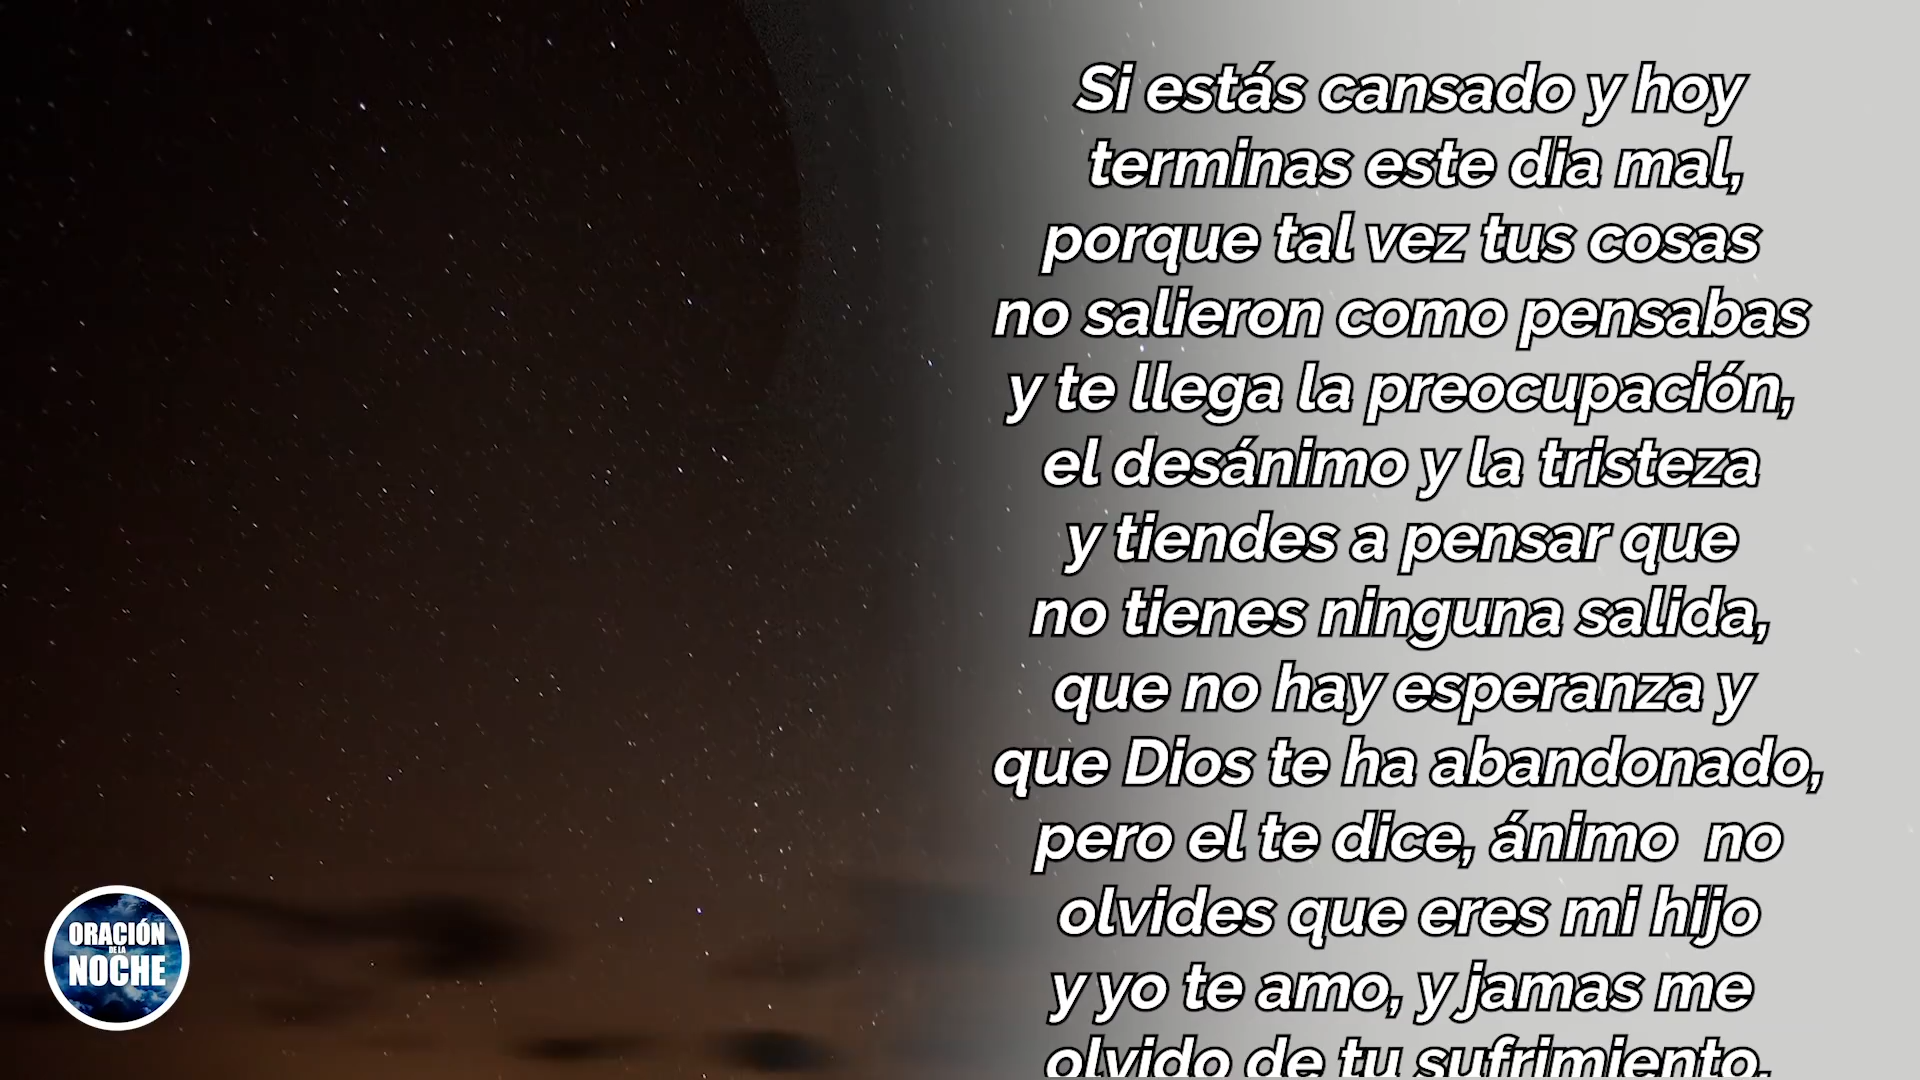 Si estás cansado y hoy
terminas este dia mal,
porque tal vez tus cosas
no salieron como pensabas
y te llega la preocupación,
el desánimo y la tristeza
y tiendes a pensar que
no tienes ninguna salida,
que no hay esperanza y
que Dios te ha abandonado,
pero el te dice, ánimo  no
olvides que eres mi hijo
y yo te amo, y jamas me
olvido de tu sufrimiento.
ORACIÓN
DE LA
NOCHE